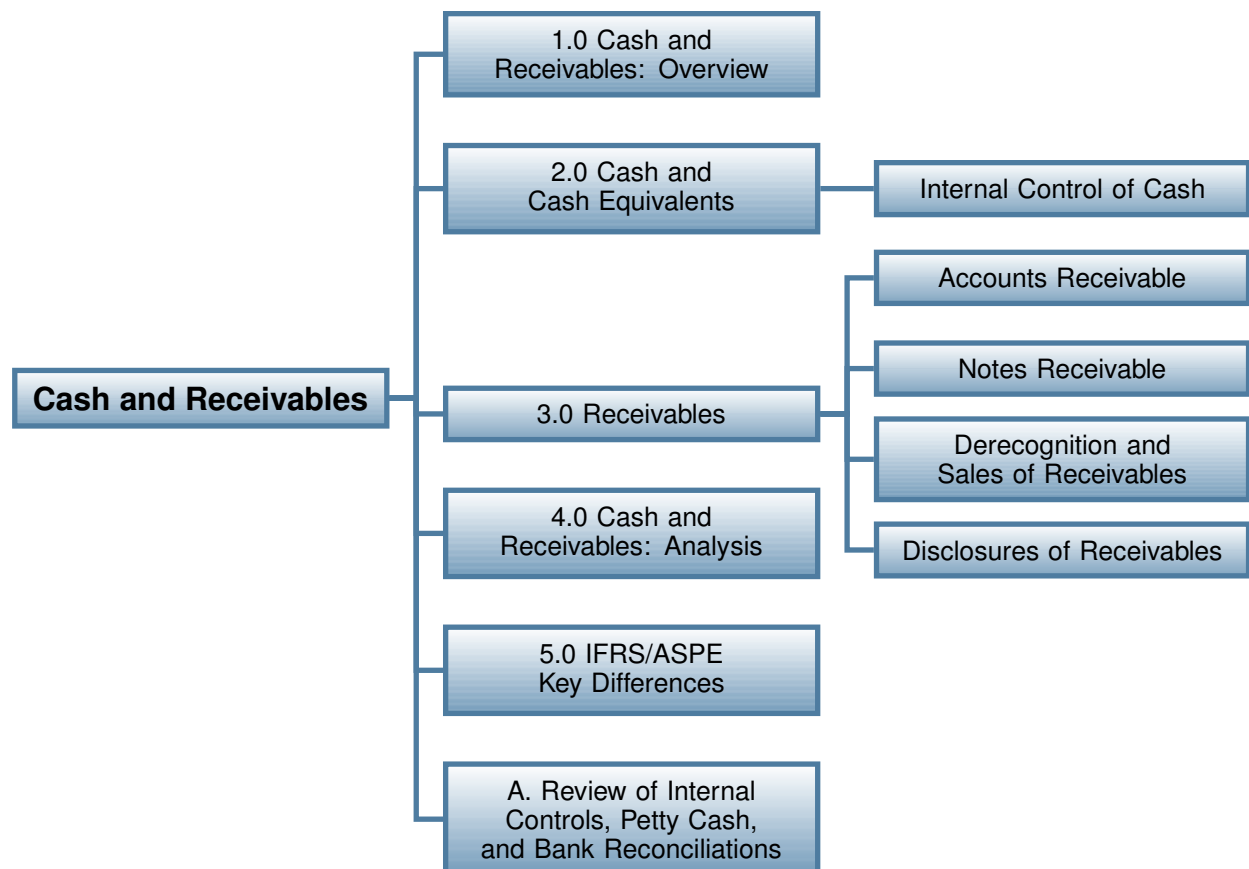 Cash and Receivables
1.0 Cash and
Receivables: Overview
2.0 Cash and
Cash Equivalents
Internal Control of Cash
3.0 Receivables
Accounts Receivable
Notes Receivable
Derecognition and
Sales of Receivables
Disclosures of Receivables
4.0 Cash and
Receivables: Analysis
5.0 IFRS/ASPE
Key Differences
A. Review of Internal
Controls, Petty Cash,
and Bank Reconciliations